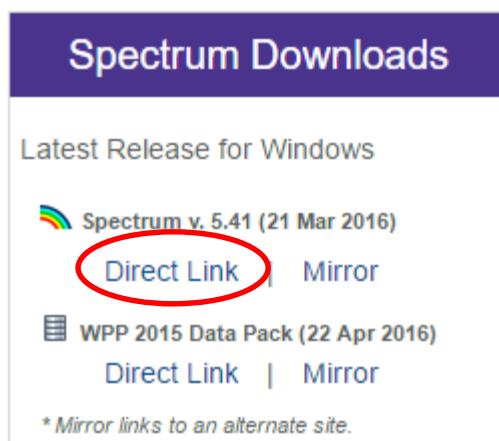 Spectrum Downloads
Latest Release for Windows
Spectrum v. 5.41 (21 Mar 2016)
Direct Link | Mirror
WPP 2015 Data Pack (22 Apr 2016)
Direct Link | Mirror
* Mirror links to an alternate site.